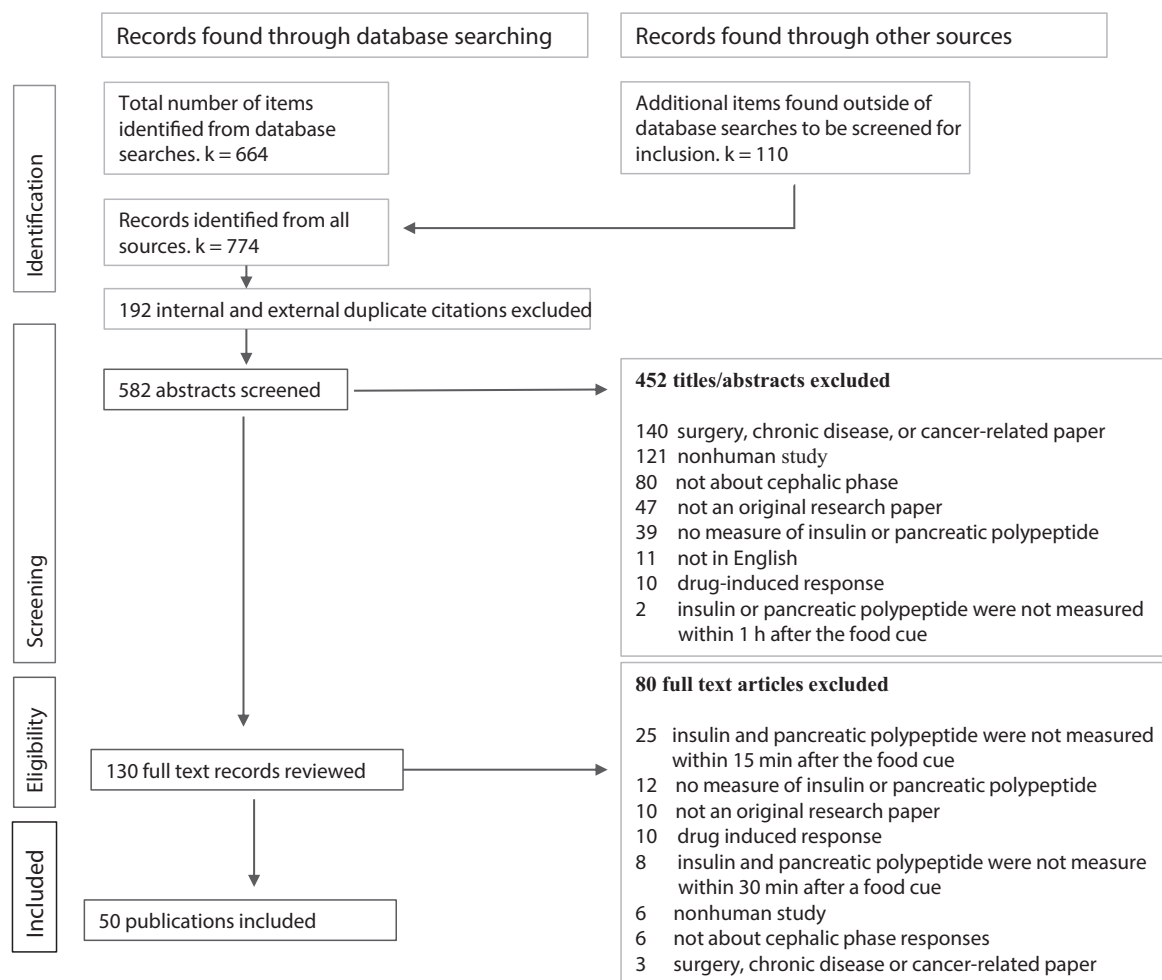 Records found through database searching
Records found through other sources
Identification
Total number of items
identified from database
searches. k = 664
Additional items found outside of
database searches to be screened for
inclusion. k = 110
Records identified from all
sources. k = 774
192 internal and external duplicate citations excluded
Screening
582 abstracts screened
452 titles/abstracts excluded
140 surgery, chronic disease, or cancer-related paper
121 nonhuman study
80 not about cephalic phase
47 not an original research paper
39 no measure of insulin or pancreatic polypeptide
11 not in English
10 drug-induced response
2 insulin or pancreatic polypeptide were not measured
within 1 h after the food cue
Eligibility
130 full text records reviewed
80 full text articles excluded
25 insulin and pancreatic polypeptide were not measured
within 15 min after the food cue
12 no measure of insulin or pancreatic polypeptide
10 not an original research paper
10 drug induced response
8 insulin and pancreatic polypeptide were not measure
within 30 min after a food cue
6 nonhuman study
6 not about cephalic phase responses
3 surgery, chronic disease or cancer-related paper
Included
50 publications included